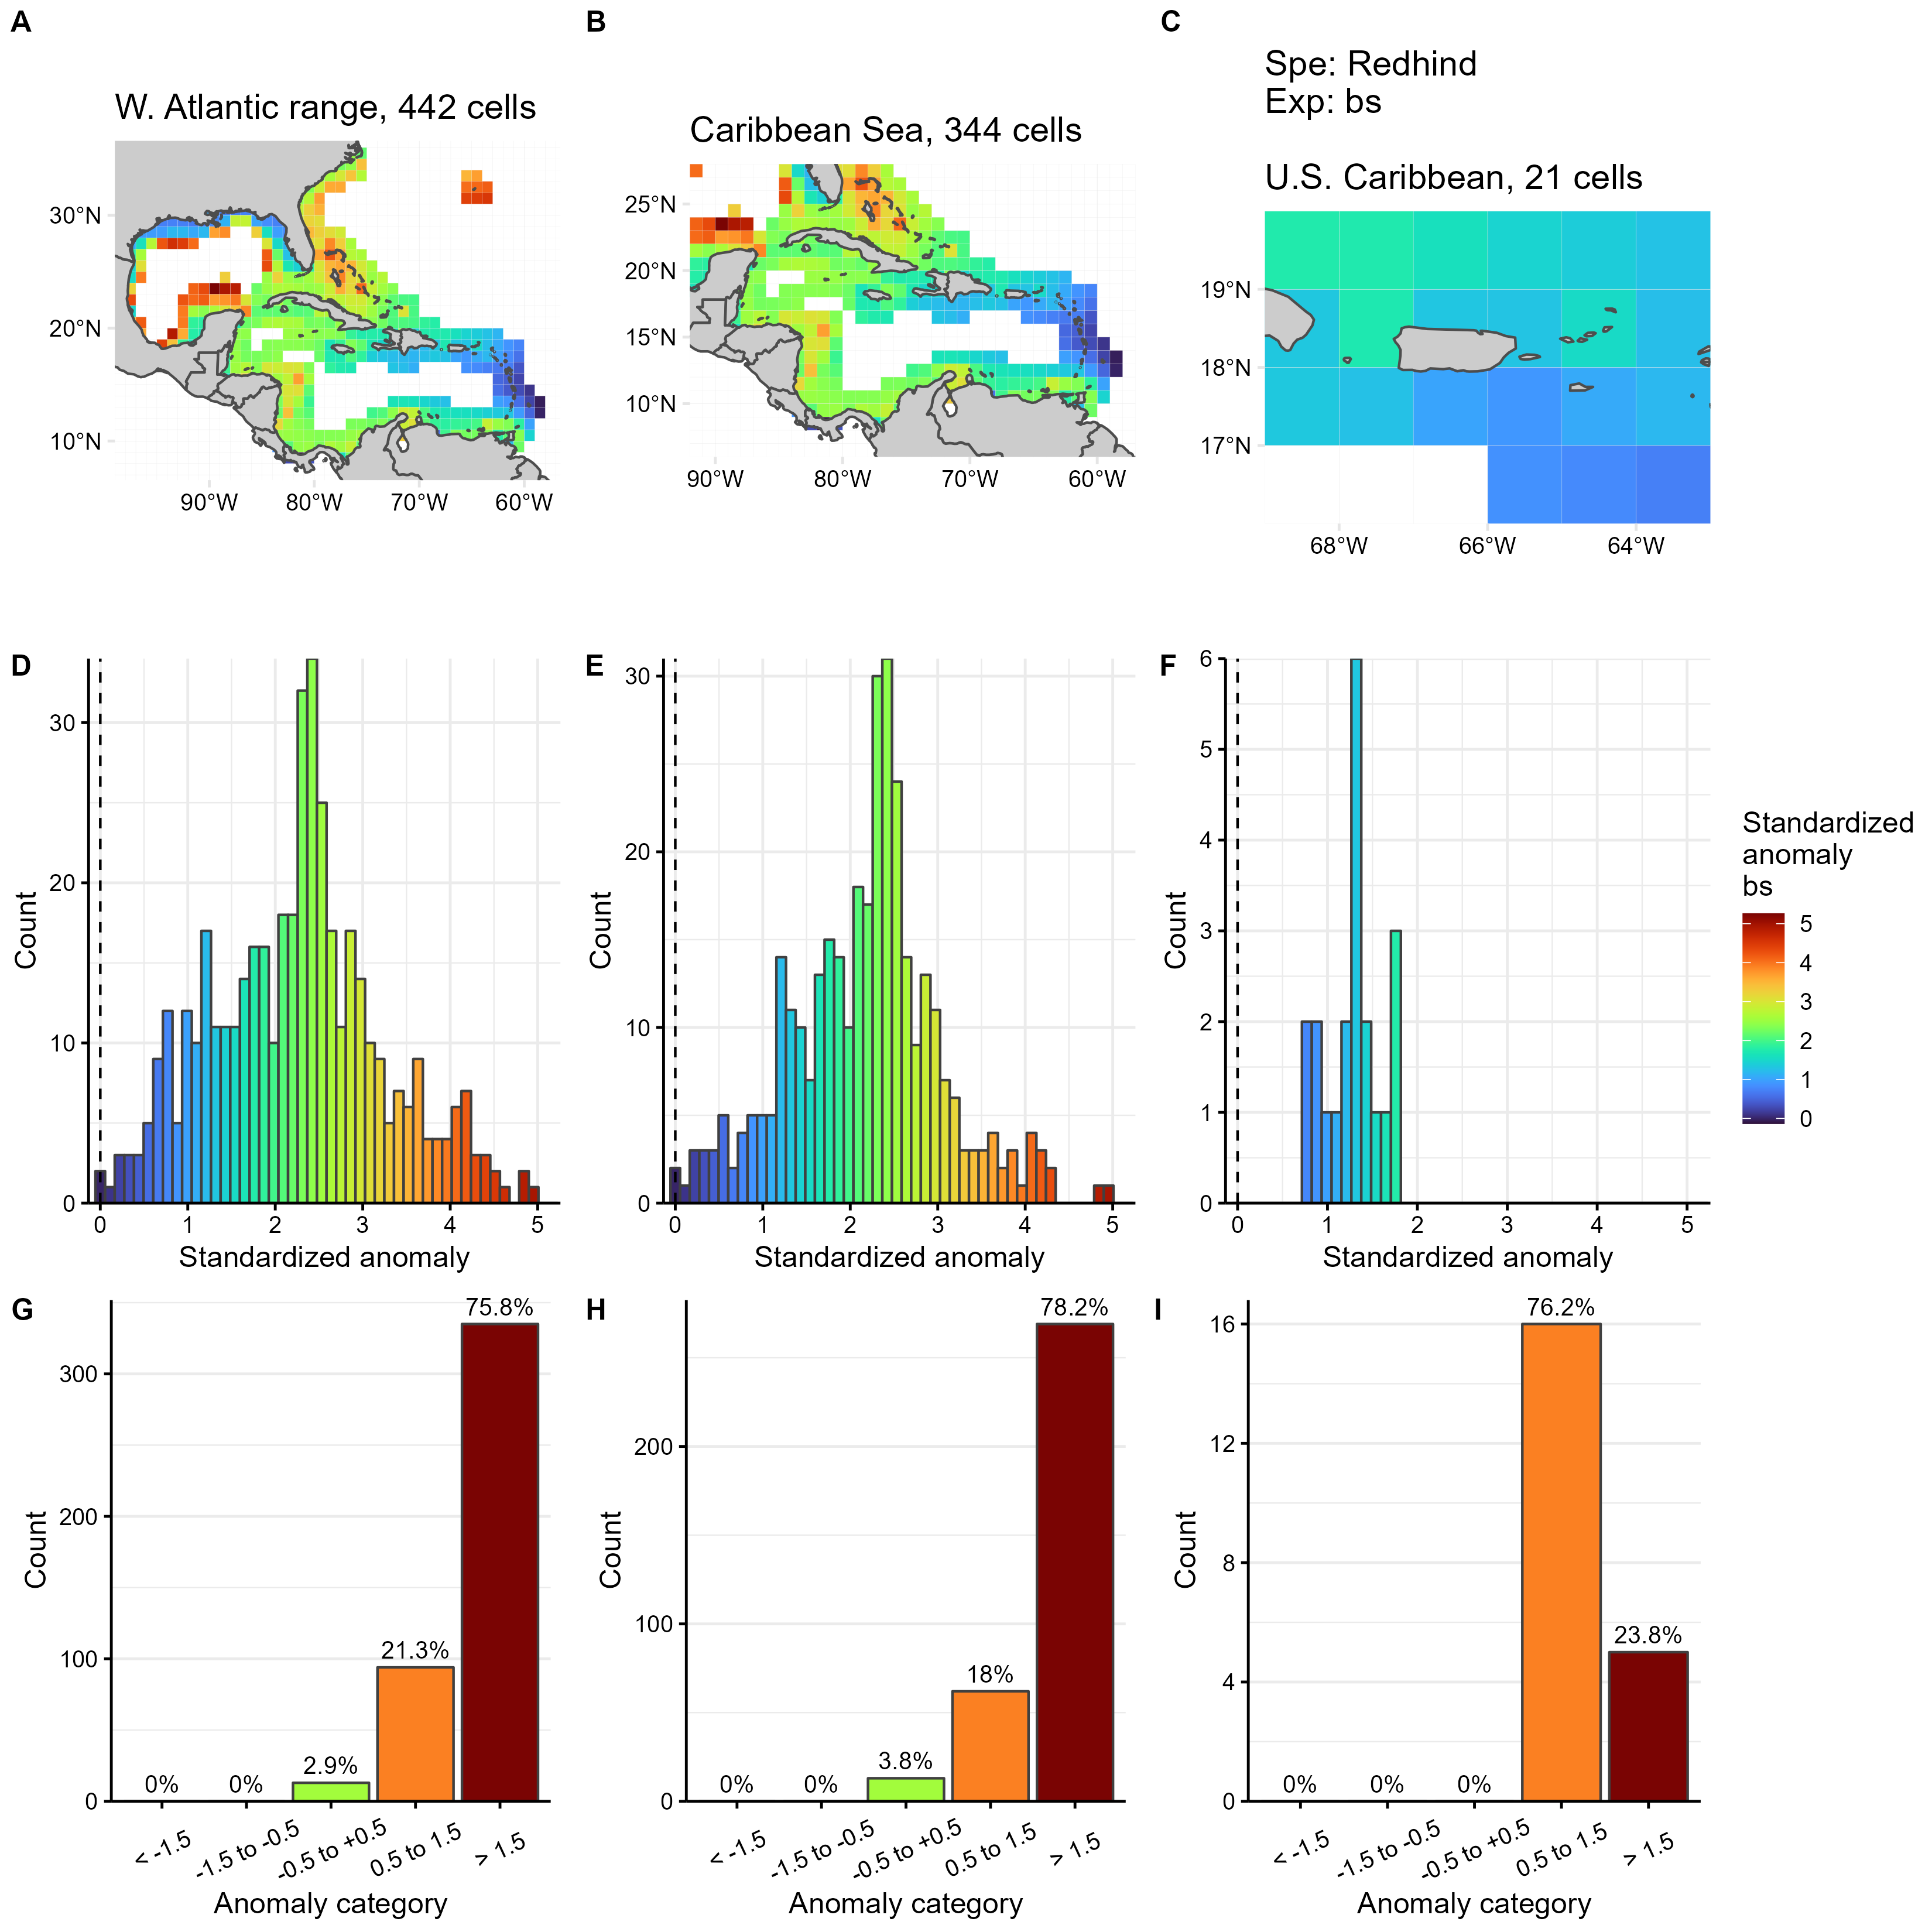 A
B
C
W. Atlantic range, 442 cells
Caribbean Sea, 344 cells
Spe: Redhind
Exp: bs
U.S. Caribbean, 21 cells
30°N
20°N
10°N
90°W 80°W 70°W 60°W
25°N
20°N
15°N
10°N
90°W 80°W 70°W 60°W
19°N
18°N
17°N
68°W 66°W 64°W
D
Count
30
20
10
0
0 1 2 3 4 5
Standardized anomaly
E
Count
30
20
10
0
0 1 2 3 4 5
Standardized anomaly
F
Count
6
5
4
3
2
1
0
0 1 2 3 4 5
Standardized anomaly
Standardized
anomaly
bs
5
4
3
2
1
0
G
Count
300
200
100
0
0% 0% 2.9% 21.3% 75.8%
< -1.5 -1.5 to -0.5 -0.5 to +0.5 0.5 to 1.5 > 1.5
Anomaly category
H
Count
200
100
0
0% 0% 3.8% 18% 78.2%
< -1.5 -1.5 to -0.5 -0.5 to +0.5 0.5 to 1.5 > 1.5
Anomaly category
I
Count
16
12
8
4
0
0% 0% 0% 76.2% 23.8%
< -1.5 -1.5 to -0.5 -0.5 to +0.5 0.5 to 1.5 > 1.5
Anomaly category